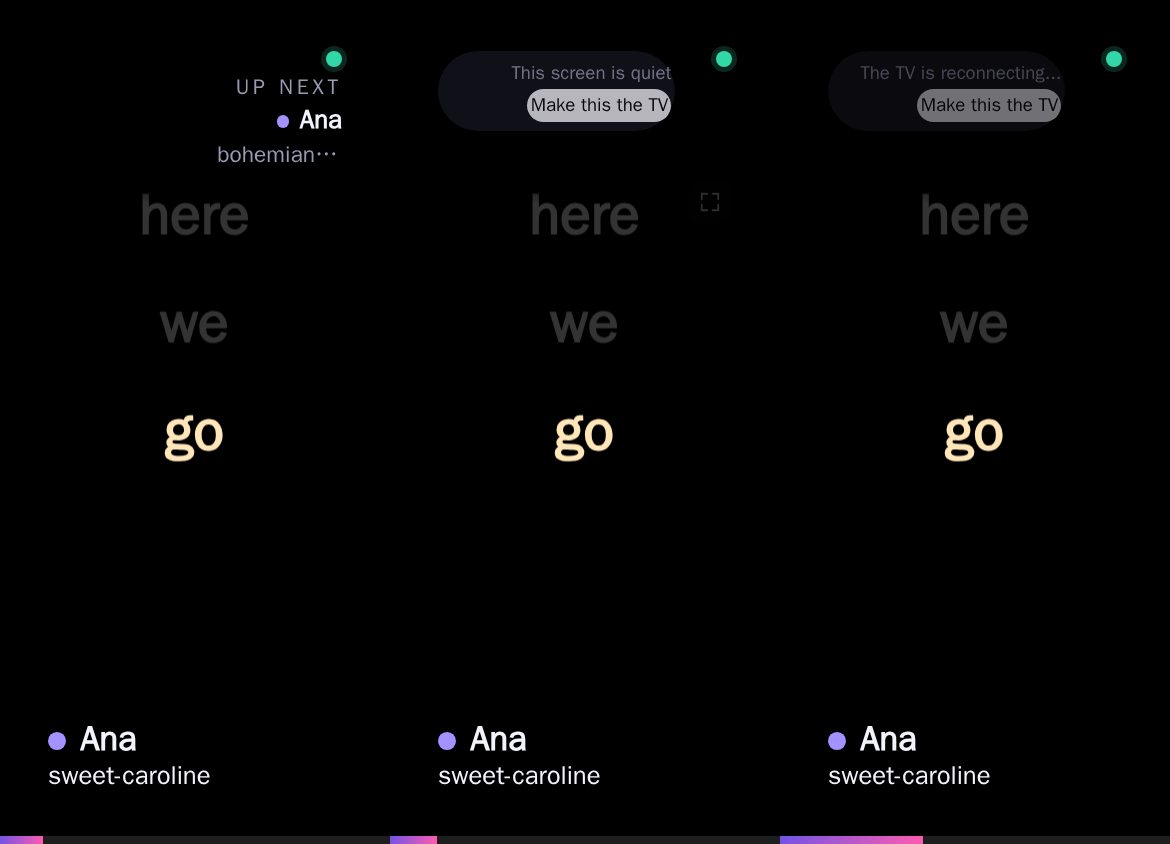 UP NEXT
Ana
bohemian…
here
we
go
Ana
sweet-caroline
This screen is quiet
Make this the TV
here
we
go
Ana
sweet-caroline
The TV is reconnecting…
Make this the TV
here
we
go
Ana
sweet-caroline